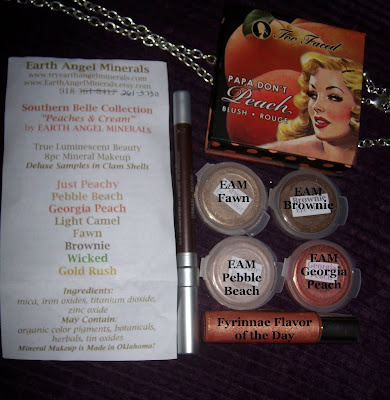 Earth Angel Minerals
www.tryearthangelminerals.com
www.EarthAngelMinerals.etsy.com
Southern Belle Collection
"Peaches & Cream"
by EARTH ANGEL MINERALS
True Luminescent Beauty
8pc Mineral Makeup
Deluxe Samples in Clam Shells
Just Peachy
Pebble Beach
Georgia Peach
Light Camel
Fawn
Brownie
Wicked
Gold Rush
Ingredients:
mica, iron oxides, titanium dioxide,
zinc oxide
May Contain:
organic color pigments, botanicals,
herbals, tin oxides
Mineral Makeup is Made in Oklahoma!
Too Faced
PAPA DON'T
Peach
BLUSH • ROUGE
EAM
Fawn
EAM
Brownie
EAM
Pebble
Beach
EAM
Georgia
Peach
Fyrinnae Flavor
of the Day